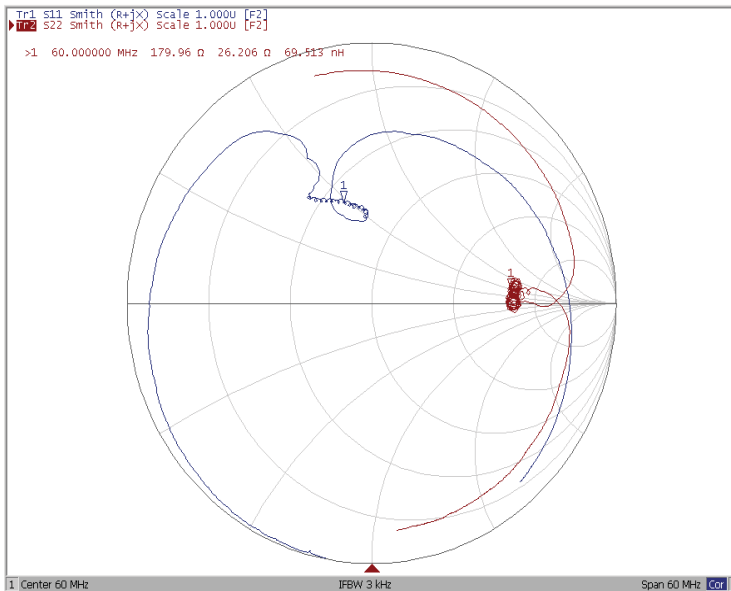 Tr1 S11 Smith (R+jX) Scale 1.000U [F2]
Tr2 S22 Smith (R+jX) Scale 1.000U [F2]
>1 60.000000 MHz 179.96 Ω 26.206 Ω 69.513 nH
1
1
1 Center 60 MHz IFBW 3 kHz Span 60 MHz Cor